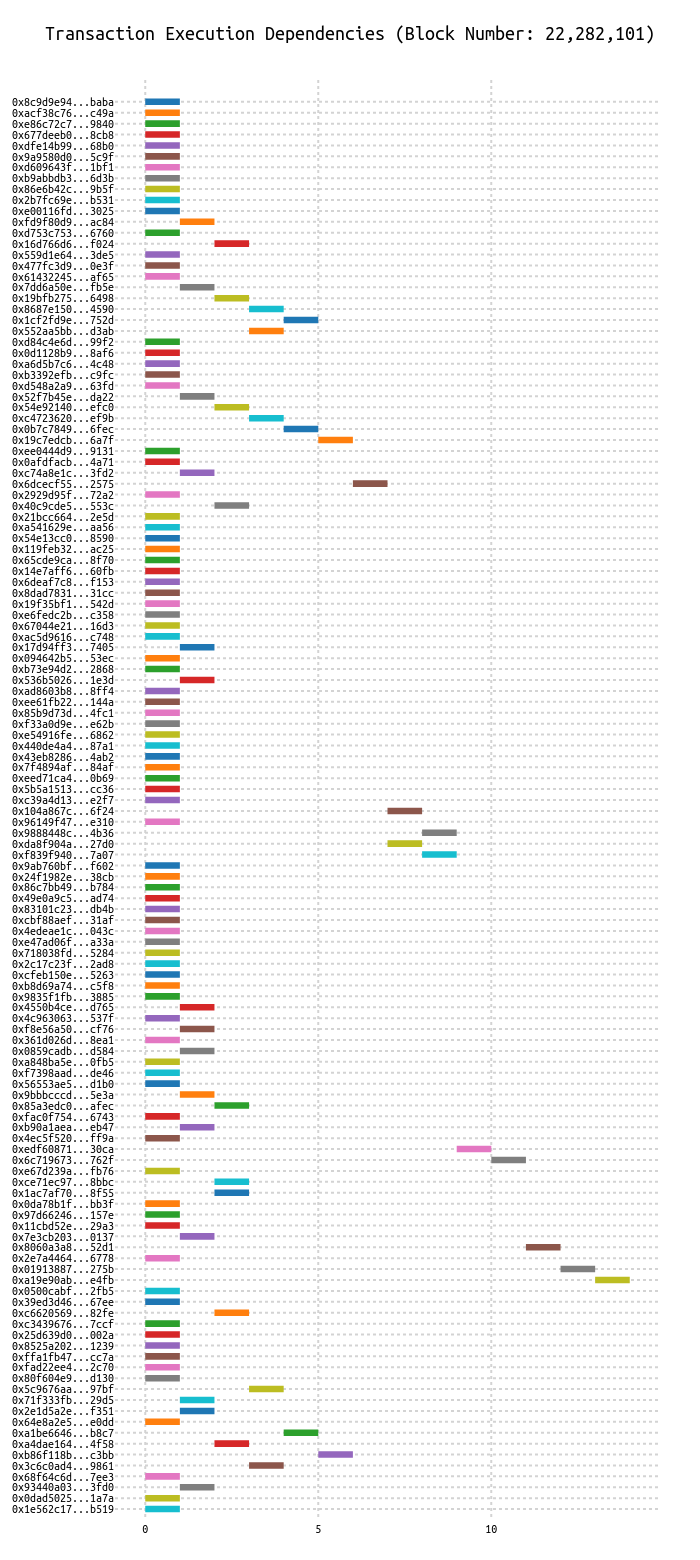 Transaction Execution Dependencies (Block Number: 22,282,101)
0x8c9d9e94...baba
0xacf38c76...c49a
0xe86c72c7...9840
0x677deeb0...8cb8
0xdfe14b99...68b0
0x9a9580d0...5c9f
0xd609643f...1bf1
0xb9abbdb3...6d3b
0x86e6b42c...9b5f
0x2b7fc69e...b531
0xe00116fd...3025
0xfd9f80d9...ac84
0xd753c753...6760
0x16d766d6...f024
0x559d1e64...3de5
0x477fc3d9...0e3f
0x61432245...af65
0x7dd6a50e...fb5e
0x19bfb275...6498
0x8687e150...4590
0x1cf2fd9e...752d
0x552aa5bb...d3ab
0xd84c4e6d...99f2
0x0d1128b9...8af6
0xa6d5b7c6...4c48
0xb3392efb...c9fc
0xd548a2a9...63fd
0x52f7b45e...da22
0x54e92140...efc0
0xc4723620...ef9b
0x0b7c7849...6fec
0x19c7edcb...6a7f
0xee0444d9...9131
0x0afdfacb...4a71
0xc74a8e1c...3fd2
0x6dcecf55...2575
0x2929d95f...72a2
0x40c9cde5...553c
0x21bcc664...2e5d
0xa541629e...aa56
0x54e13cc0...8590
0x119feb32...ac25
0x65cde9ca...8f70
0x14e7aff6...60fb
0x6deaf7c8...f153
0x8dad7831...31cc
0x19f35bf1...542d
0xe6fedc2b...c358
0x67044e21...16d3
0xac5d9616...c748
0x17d94ff3...7405
0x094642b5...53ec
0xb73e94d2...2868
0x536b5026...1e3d
0xad8603b8...8ff4
0xee61fb22...144a
0x85b9d73d...4fc1
0xf33a0d9e...e62b
0xe54916fe...6862
0x440de4a4...87a1
0x43eb8286...4ab2
0x7f4894af...84af
0xeed71ca4...0b69
0x5b5a1513...cc36
0xc39a4d13...e2f7
0x104a867c...6f24
0x96149f47...e310
0x9888448c...4b36
0xda8f904a...27d0
0xf839f940...7a07
0x9ab760bf...f602
0x24f1982e...38cb
0x86c7bb49...b784
0x49e0a9c5...ad74
0x83101c23...db4b
0xcbf88aef...31af
0x4edeae1c...043c
0xe47ad06f...a33a
0x718038fd...5284
0x2c17c23f...2ad8
0xcfeb150e...5263
0xb8d69a74...c5f8
0x9835f1fb...3885
0x4550b4ce...d765
0x4c963063...537f
0xf8e56a50...cf76
0x361d026d...8ea1
0x0859cadb...d584
0xa848ba5e...0fb5
0xf7398aad...de46
0x56553ae5...d1b0
0x9bbbcccd...5e3a
0x85a3edc0...afec
0xfac0f754...6743
0xb90a1aea...eb47
0x4ec5f520...ff9a
0xedf60871...30ca
0x6c719673...762f
0xe67d239a...fb76
0xce71ec97...8bbc
0x1ac7af70...8f55
0x0da78b1f...bb3f
0x97d66246...157e
0x11cbd52e...29a3
0x7e3cb203...0137
0x8060a3a8...52d1
0x2e7a4464...6778
0x01913887...275b
0xa19e90ab...e4fb
0x0500cabf...2fb5
0x39ed3d46...67ee
0xc6620569...82fe
0xc3439676...7ccf
0x25d639d0...002a
0x8525a202...1239
0xffa1fb47...cc7a
0xfad22ee4...2c70
0x80f604e9...d130
0x5c9676aa...97bf
0x71f333fb...29d5
0x2e1d5a2e...f351
0x64e8a2e5...e0dd
0xa1be6646...b8c7
0xa4dae164...4f58
0xb86f118b...c3bb
0x3c6c0ad4...9861
0x68f64c6d...7ee3
0x93440a03...3fd0
0x0dad5025...1a7a
0x1e562c17...b519
0 5 10